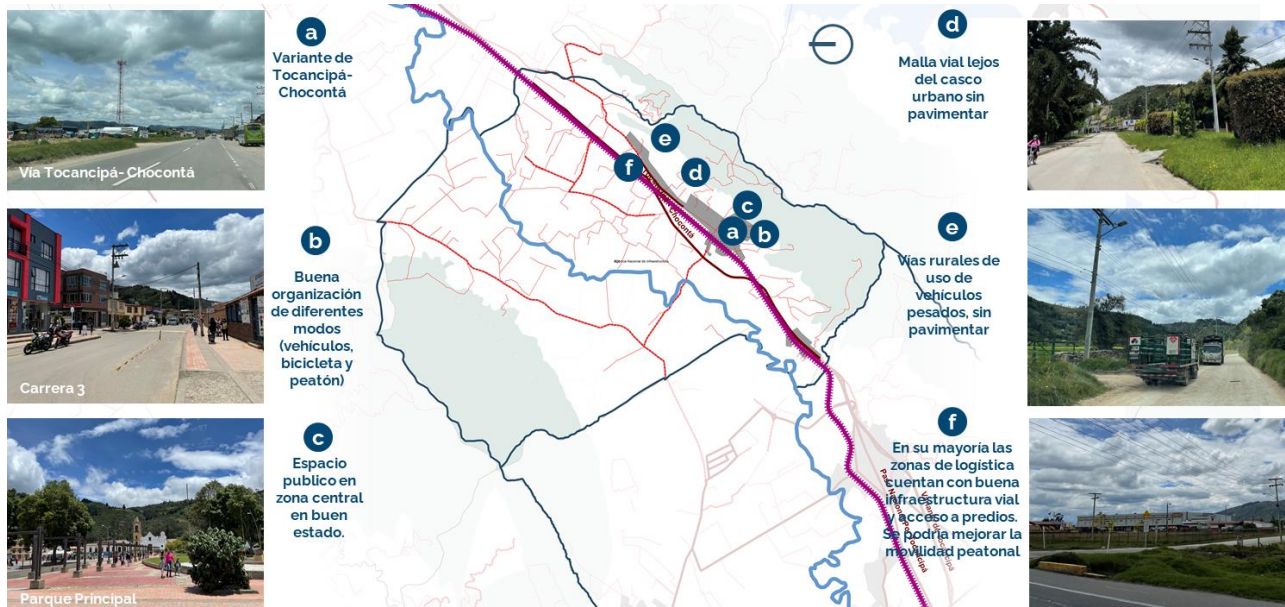 a
Variante de
Tocancipá-
Chocontá
Vía Tocancipá- Chocontá
b
Buena
organización
de diferentes
modos
(vehículos,
bicicleta y
peatón)
Carrera 3
c
Espacio
publico en
zona central
en buen
estado.
Parque Principal
e
f
d
c
a
b
Chocontá
d
Malla vial lejos
del casco
urbano sin
pavimentar
e
Vías rurales de
uso de
vehículos
pesados, sin
pavimentar
f
En su mayoría las
zonas de logística
cuentan con buena
infraestructura vial
y acceso a predios.
Se podría mejorar la
movilidad peatonal